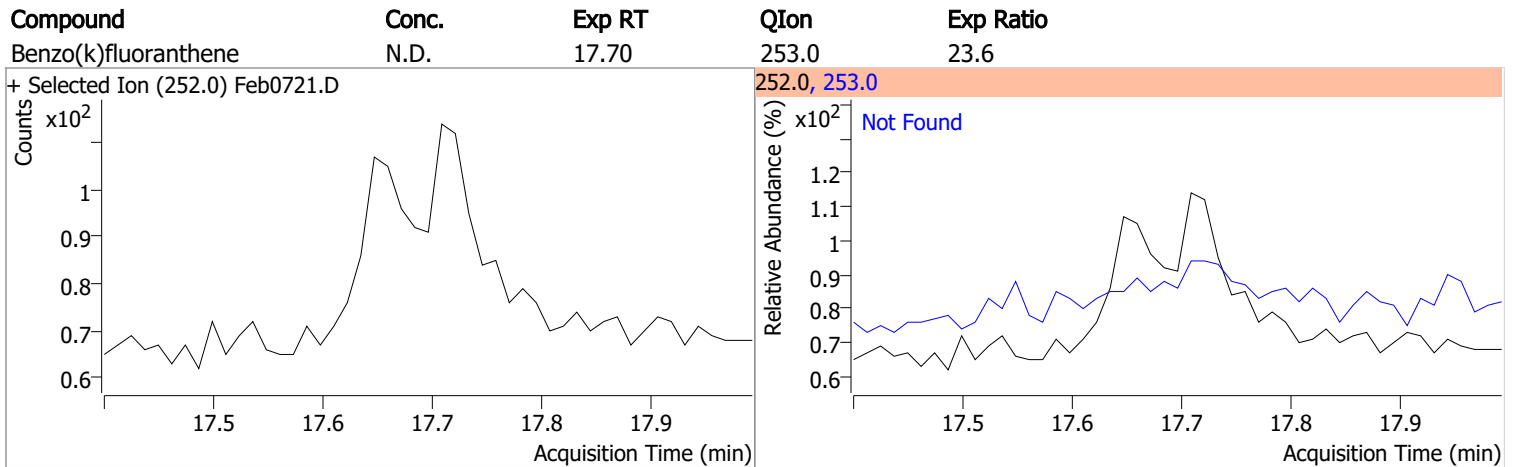 Compound Conc. Exp RT QIon Exp Ratio
Benzo(k)fluoranthene N.D. 17.70 253.0 23.6
+ Selected Ion (252.0) Feb0721.D
Counts
x10²
1
0.9
0.8
0.7
0.6
17.5 17.6 17.7 17.8 17.9
Acquisition Time (min)
252.0, 253.0
Relative Abundance (%)
x10²
Not Found
1.2
1.1
1
0.9
0.8
0.7
0.6
17.5 17.6 17.7 17.8 17.9
Acquisition Time (min)